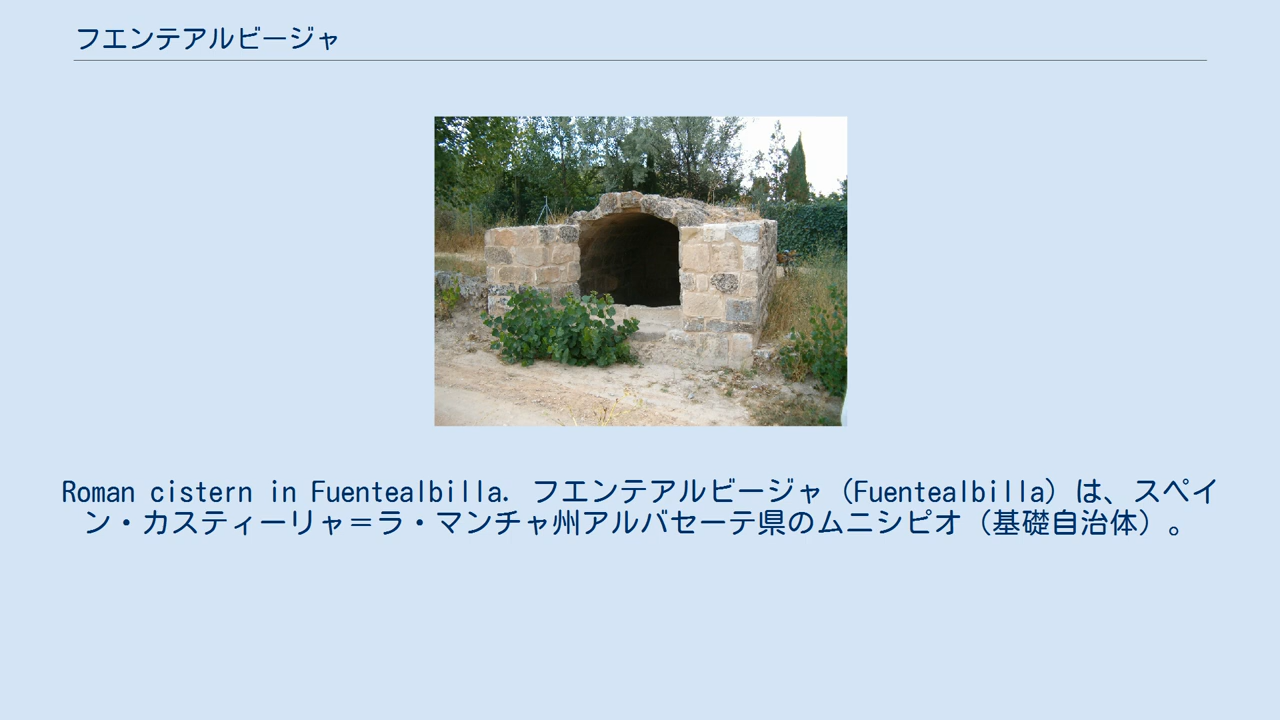 フエンテアルビージャ
Roman cistern in Fuentealbilla. フエンテアルビージャ（Fuentealbilla）は、スペイ
ン・カスティーリャ＝ラ・マンチャ州アルバセーテ県のムニシピオ（基礎自治体）。